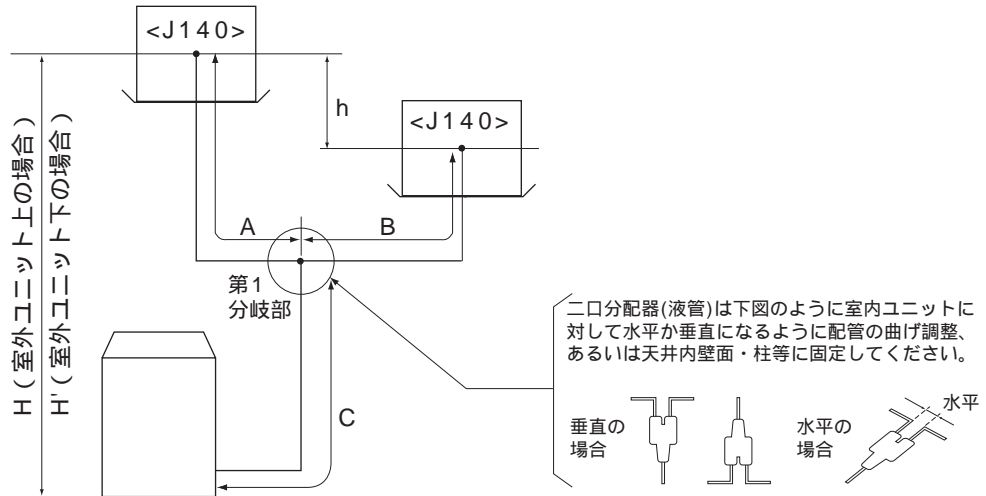 <J140>
h
<J140>
H(室外ユニット上の場合)
H'(室外ユニット下の場合)
A
B
第1
分岐部
C
二口分配器(液管)は下図のように室内ユニットに
対して水平か垂直になるように配管の曲げ調整、
あるいは天井内壁面・柱等に固定してください。
垂直の
場合
水平の
場合
水平